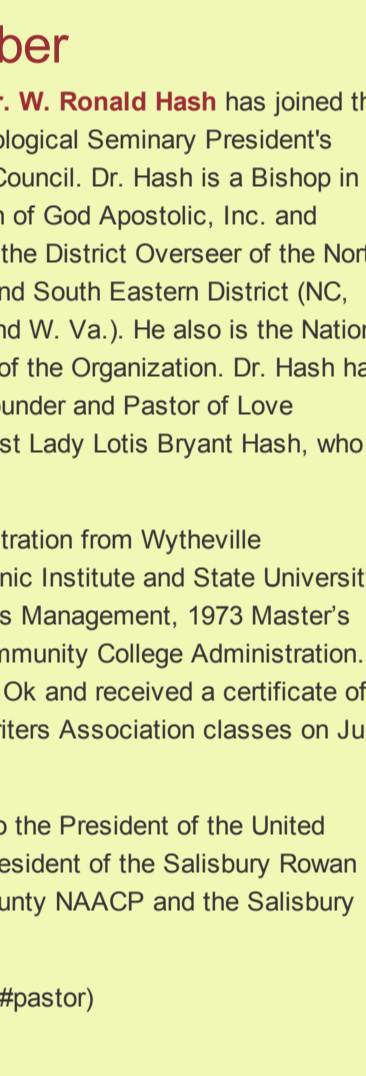 ber
r. W. Ronald Hash has joined th
ological Seminary President's
Council. Dr. Hash is a Bishop in
n of God Apostolic, Inc. and
the District Overseer of the Nort
nd South Eastern District (NC,
nd W. Va.). He also is the Nation
of the Organization. Dr. Hash ha
ounder and Pastor of Love
st Lady Lotis Bryant Hash, who
tration from Wytheville
nic Institute and State Universit
s Management, 1973 Master’s
mmunity College Administration.
Ok and received a certificate of
riters Association classes on Ju
o the President of the United
esident of the Salisbury Rowan
unty NAACP and the Salisbury
#pastor)